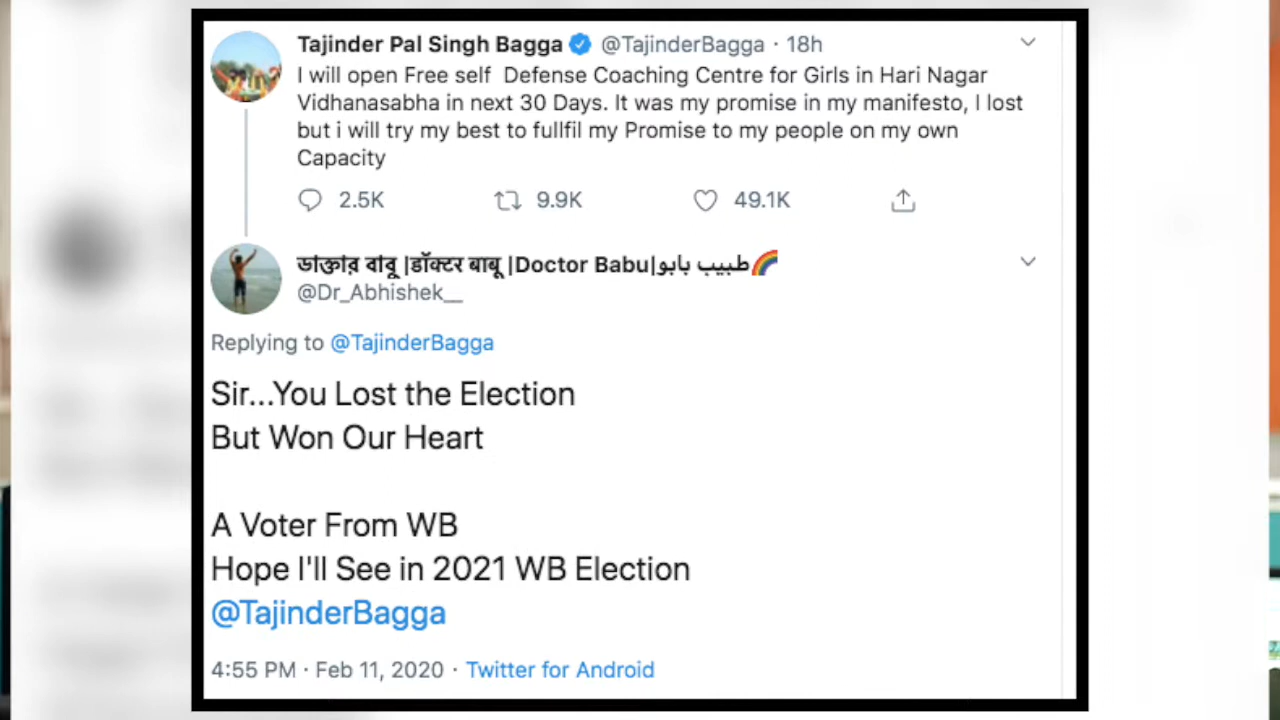 Tajinder Pal Singh Bagga @TajinderBagga · 18h
I will open Free self Defense Coaching Centre for Girls in Hari Nagar
Vidhanasabha in next 30 Days. It was my promise in my manifesto, I lost
but i will try my best to fullfil my Promise to my people on my own
Capacity
2.5K 9.9K 49.1K
ডাক্তার বাবু |डॉक्टर बाबू |Doctor Babu|طبيب بابو🌈
@Dr_Abhishek__
Replying to @TajinderBagga
Sir...You Lost the Election
But Won Our Heart
A Voter From WB
Hope I'll See in 2021 WB Election
@TajinderBagga
4:55 PM · Feb 11, 2020 · Twitter for Android